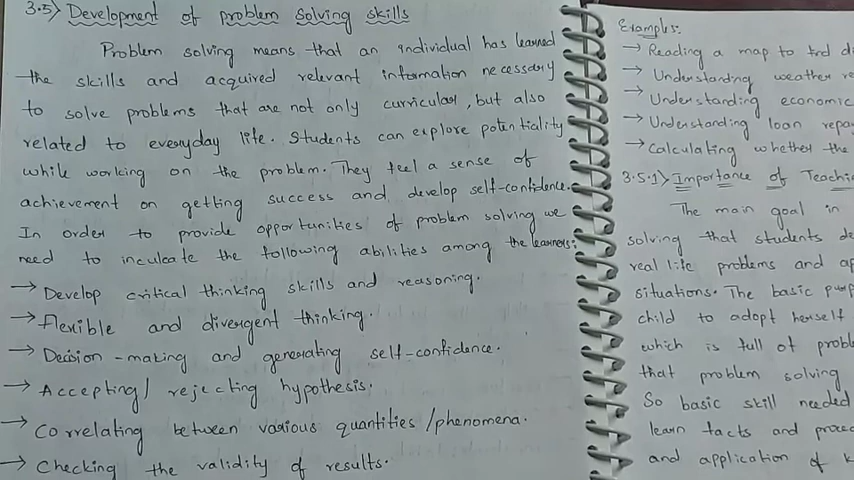 3.5> Development of problem solving skills
Problem solving means that an individual has learned
the skills and acquired relevant information necessary
to solve problems that are not only curricular, but also
related to everyday life. Students can explore potentiality
while working on the problem. They feel a sense of
achievement on getting success and develop self-confidence.
In order to provide opportunities of problem solving we
need to inculcate the following abilities among the learners:
→ Develop critical thinking skills and reasoning.
→ Flexible and divergent thinking.
→ Decision-making and generating self-confidence.
→ Accepting/ rejecting hypothesis.
→ Correlating between various quantities /phenomena.
→ Checking the validity of results.
Examples:
→ Reading a map to find
→ Understanding weather
→ Understanding economic
→ Understanding loan
→ Calculating whether the
3.5.1> Importance of
The main goal in
solving that students
real life problems and
situations. The basic
child to adopt herself
which is full of
that problem solving
So basic skill needed
learn facts and
and application of